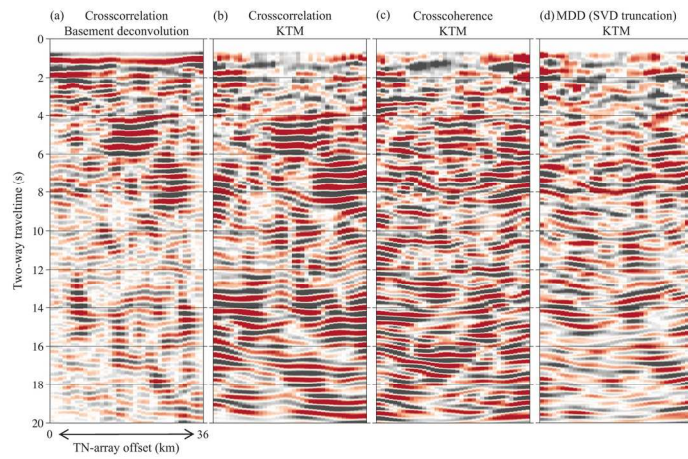 (a) Crosscorrelation
Basement deconvolution
(b) Crosscorrelation
KTM
(c) Crosscoherence
KTM
(d) MDD (SVD truncation)
KTM
0
2
4
6
8
10
12
14
16
18
20
Two-way traveltime (s)
0 36
TN-array offset (km)